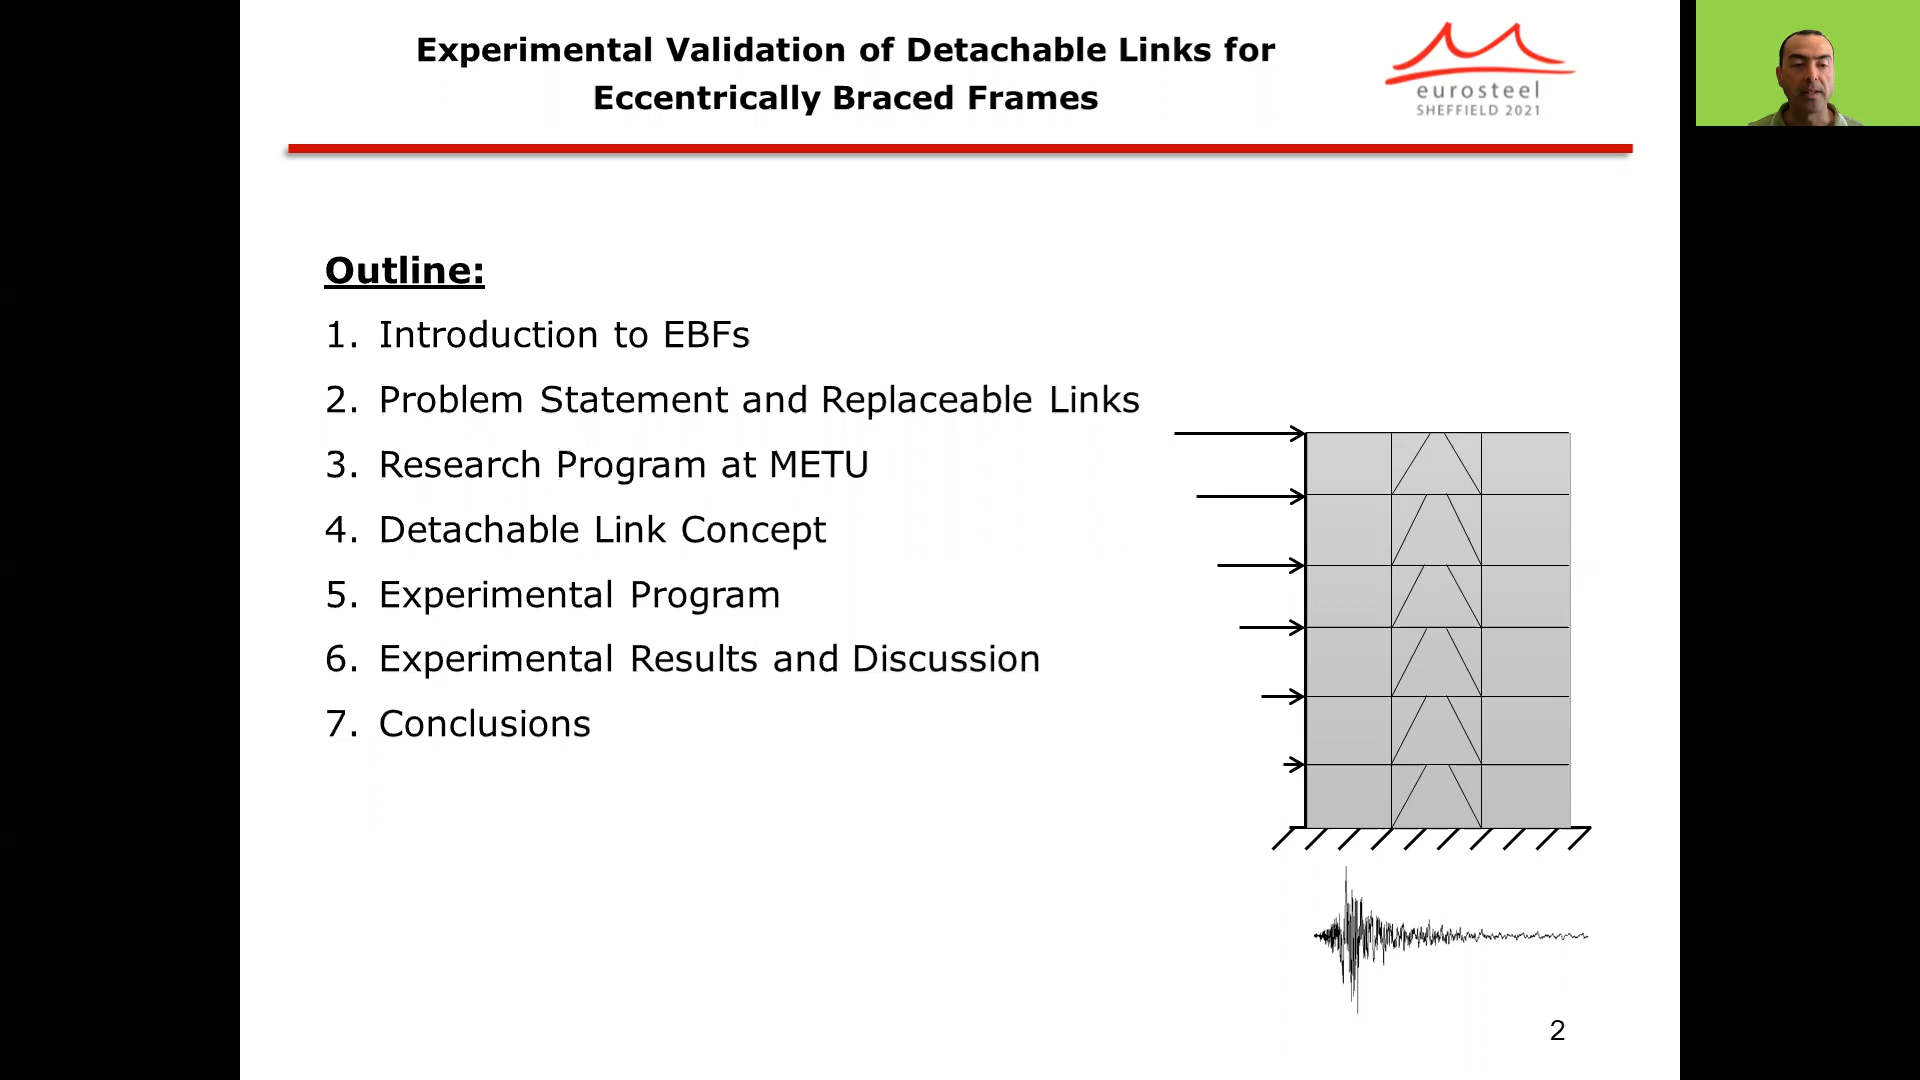 Experimental Validation of Detachable Links for
Eccentrically Braced Frames
eurosteel
SHEFFIELD 2021
Outline:
1. Introduction to EBFs
2. Problem Statement and Replaceable Links
3. Research Program at METU
4. Detachable Link Concept
5. Experimental Program
6. Experimental Results and Discussion
7. Conclusions
2